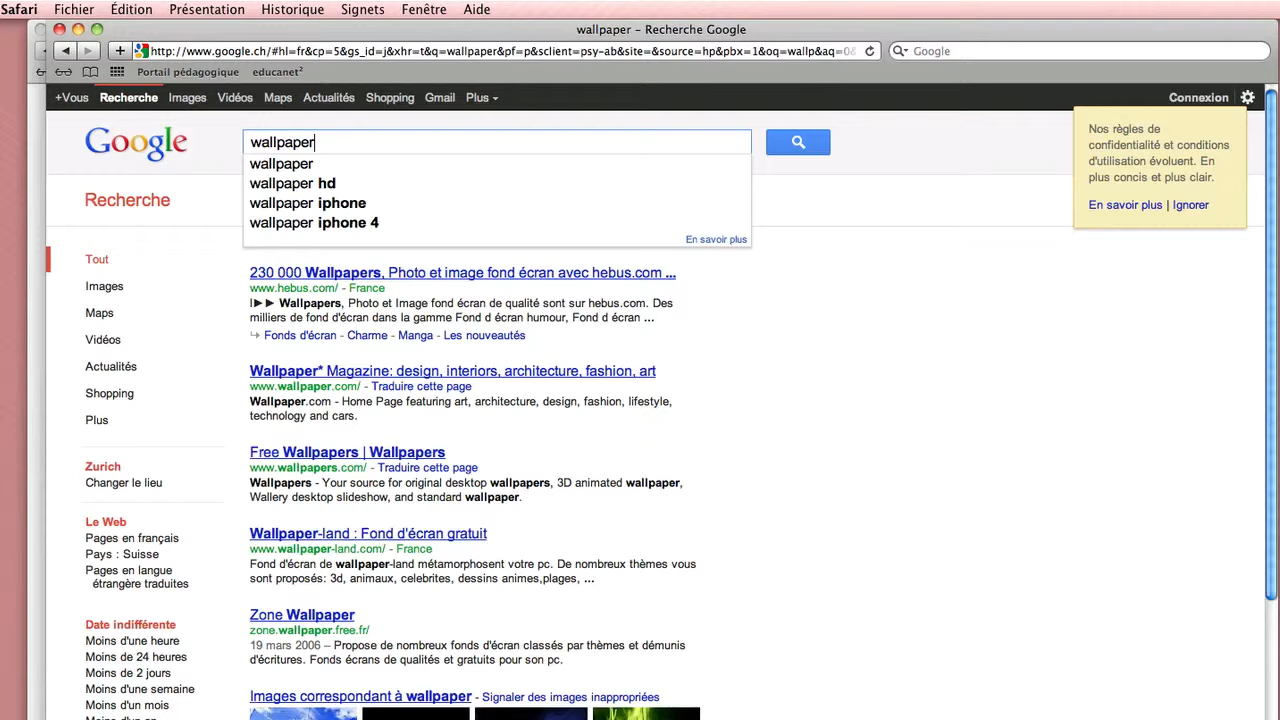 Safari Fichier Édition Présentation Historique Signets Fenêtre Aide
wallpaper – Recherche Google
http://www.google.ch/#hl=fr&cp=5&gs_id=j&xhr=t&q=wallpaper&pf=p&sclient=psy-ab&site=&source=hp&pbx=1&oq=wallp&aq=0& Google
Portail pédagogique educanet²
+Vous Recherche Images Vidéos Maps Actualités Shopping Gmail Plus Connexion
Google wallpaper
wallpaper
wallpaper hd
wallpaper iphone
wallpaper iphone 4
En savoir plus
Nos règles de
confidentialité et conditions
d'utilisation évoluent. En
plus concis et plus clair.
En savoir plus | Ignorer
Recherche
Tout
Images
Maps
Vidéos
Actualités
Shopping
Plus
Zurich
Changer le lieu
Le Web
Pages en français
Pays : Suisse
Pages en langue
étrangère traduites
Date indifférente
Moins d'une heure
Moins de 24 heures
Moins de 2 jours
Moins d'une semaine
Moins d'un mois
Moins d'un an
230 000 Wallpapers, Photo et image fond écran avec hebus.com ...
www.hebus.com/ - France
!►► Wallpapers, Photo et Image fond écran de qualité sont sur hebus.com. Des
milliers de fond d'écran dans la gamme Fond d écran humour, Fond d écran ...
Fonds d'écran - Charme - Manga - Les nouveautés
Wallpaper* Magazine: design, interiors, architecture, fashion, art
www.wallpaper.com/ - Traduire cette page
Wallpaper.com - Home Page featuring art, architecture, design, fashion, lifestyle,
technology and cars.
Free Wallpapers | Wallpapers
www.wallpapers.com/ - Traduire cette page
Wallpapers - Your source for original desktop wallpapers, 3D animated wallpaper,
Wallery desktop slideshow, and standard wallpaper.
Wallpaper-land : Fond d'écran gratuit
www.wallpaper-land.com/ - France
Fond d'écran de wallpaper-land métamorphosent votre pc. De nombreux thèmes vous
sont proposés: 3d, animaux, celebrites, dessins animes,plages, ...
Zone Wallpaper
zone.wallpaper.free.fr/
19 mars 2006 – Propose de nombreux fonds d'écran classés par thèmes et démunis
d'écritures. Fonds écrans de qualités et gratuits pour son pc.
Images correspondant à wallpaper - Signaler des images inappropriées